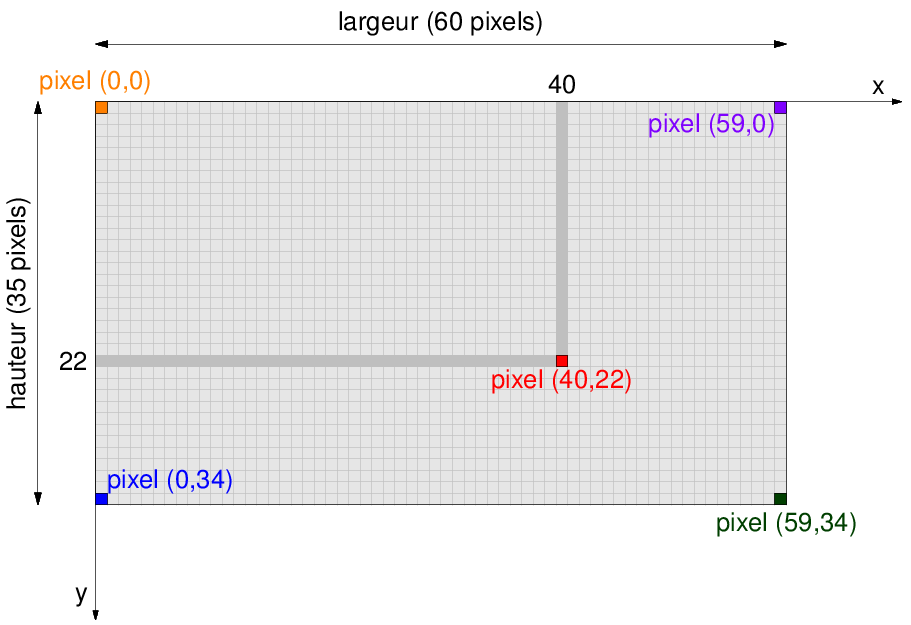 largeur (60 pixels)
pixel (0,0)
40
x
pixel (59,0)
hauteur (35 pixels)
22
pixel (40,22)
pixel (0,34)
pixel (59,34)
y